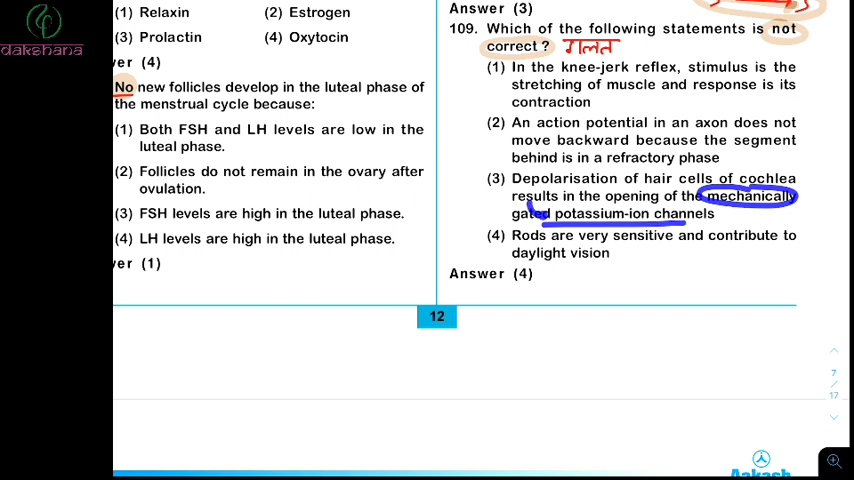 dakshana
(1) Relaxin (2) Estrogen
(3) Prolactin (4) Oxytocin
wer (4)
No new follicles develop in the luteal phase of
the menstrual cycle because:
(1) Both FSH and LH levels are low in the
luteal phase.
(2) Follicles do not remain in the ovary after
ovulation.
(3) FSH levels are high in the luteal phase.
(4) LH levels are high in the luteal phase.
wer (1)
Answer (3)
109. Which of the following statements is not
correct ? गलत
(1) In the knee-jerk reflex, stimulus is the
stretching of muscle and response is its
contraction
(2) An action potential in an axon does not
move backward because the segment
behind is in a refractory phase
(3) Depolarisation of hair cells of cochlea
results in the opening of the mechanically
gated potassium-ion channels
(4) Rods are very sensitive and contribute to
daylight vision
Answer (4)
12
7
/
17
Aakash